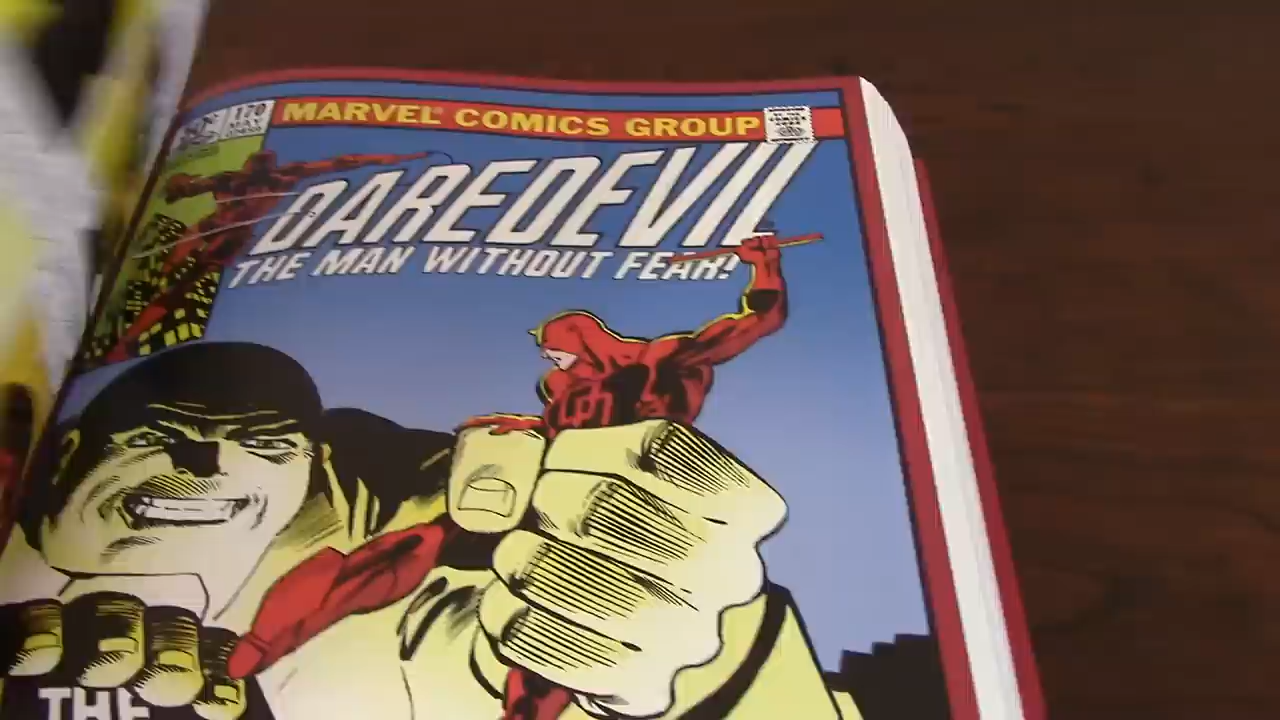 170
MARVEL® COMICS GROUP
DAREDEVIL
THE MAN WITHOUT FEAR!
THE